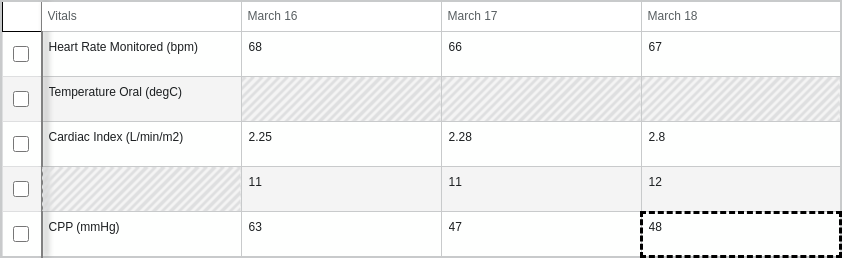 Vitals March 16 March 17 March 18
Heart Rate Monitored (bpm) 68 66 67
Temperature Oral (degC)
Cardiac Index (L/min/m2) 2.25 2.28 2.8
11 11 12
CPP (mmHg) 63 47 48